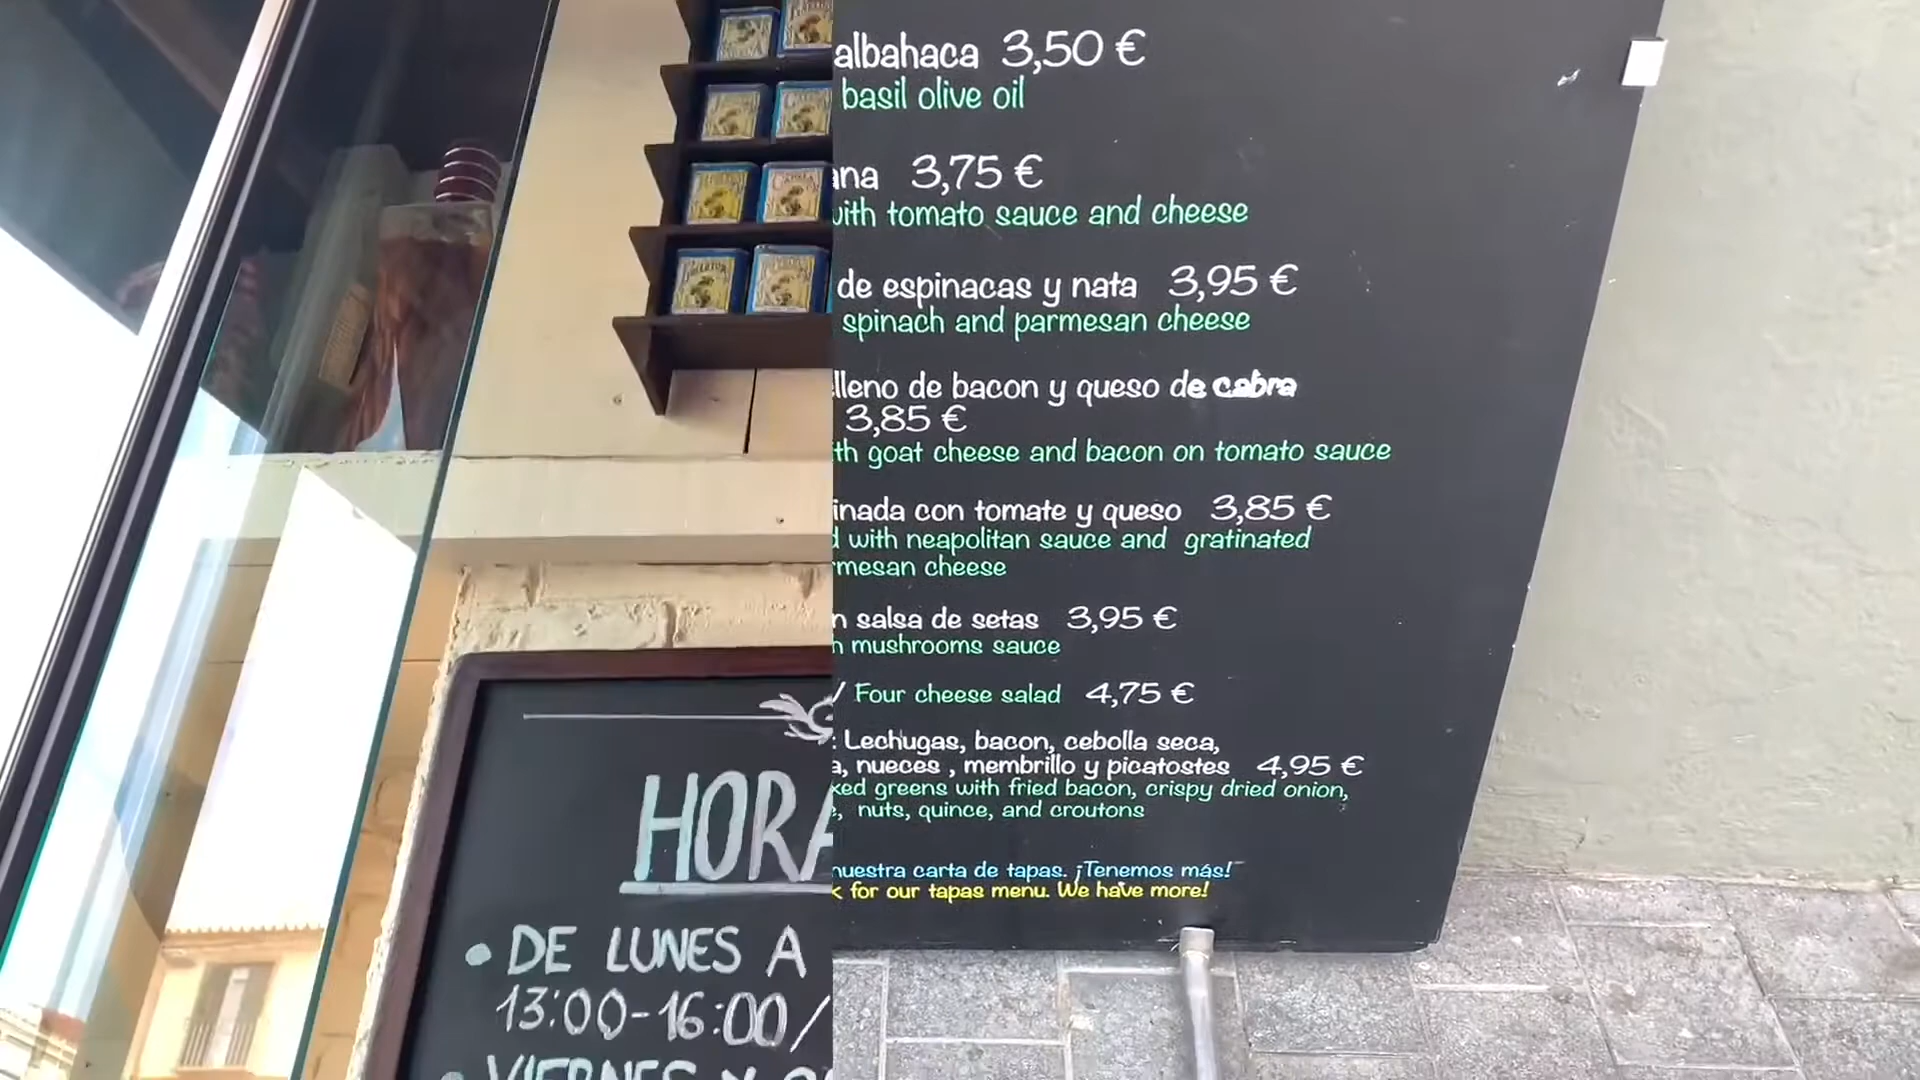 HORA
DE LUNES A
13:00-16:00/
albahaca 3,50 €
basil olive oil
ana 3,75 €
with tomato sauce and cheese
de espinacas y nata 3,95 €
spinach and parmesan cheese
lleno de bacon y queso de cabra
3,85 €
th goat cheese and bacon on tomato sauce
inada con tomate y queso 3,85 €
d with neapolitan sauce and gratinated
rmesan cheese
n salsa de setas 3,95 €
h mushrooms sauce
/ Four cheese salad 4,75 €
: Lechugas, bacon, cebolla seca,
a, nueces , membrillo y picatostes 4,95 €
ked greens with fried bacon, crispy dried onion,
e, nuts, quince, and croutons
nuestra carta de tapas. ¡Tenemos más!
k for our tapas menu. We have more!